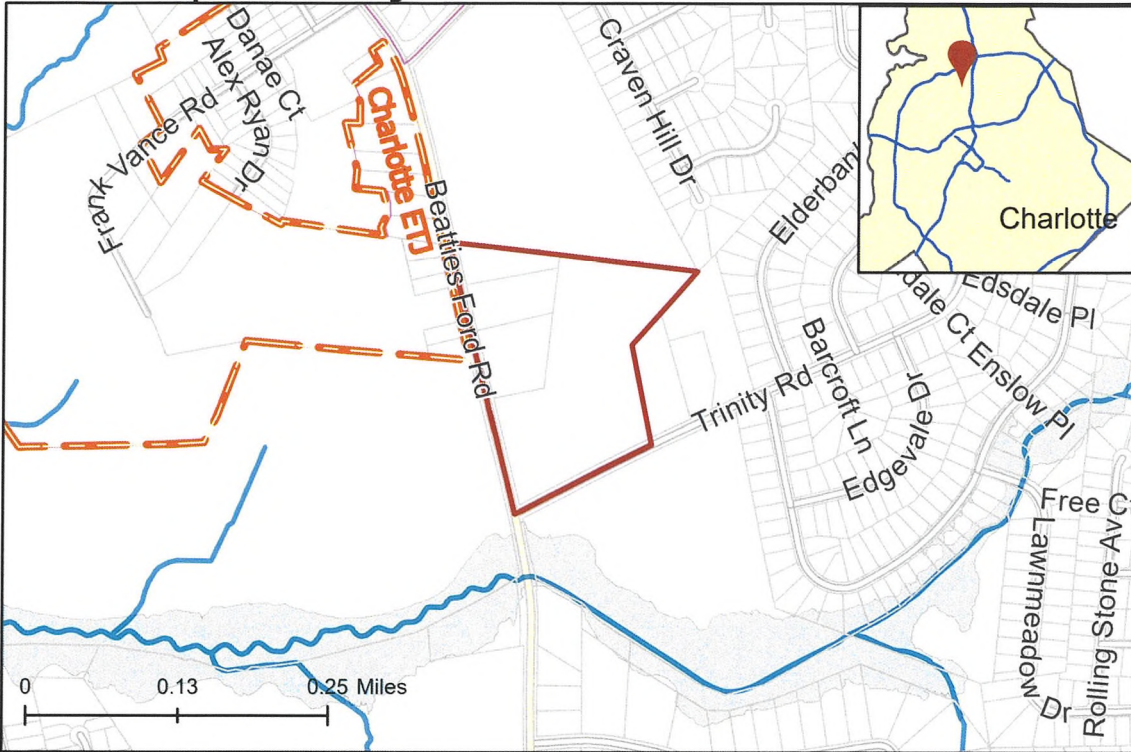 Danae Ct
Alex Ryan Dr
Frank Vance Rd
Charlotte ETJ
Beatties Ford Rd
Craven Hill Dr
Charlotte
Edsdale Pl
Ct
Enslow Pl
Barcroft Ln
Trinity Rd
Edgevale Dr
Lawnmeadow Dr
Rolling Stone Av
Free
0
0.13
0.25 Miles